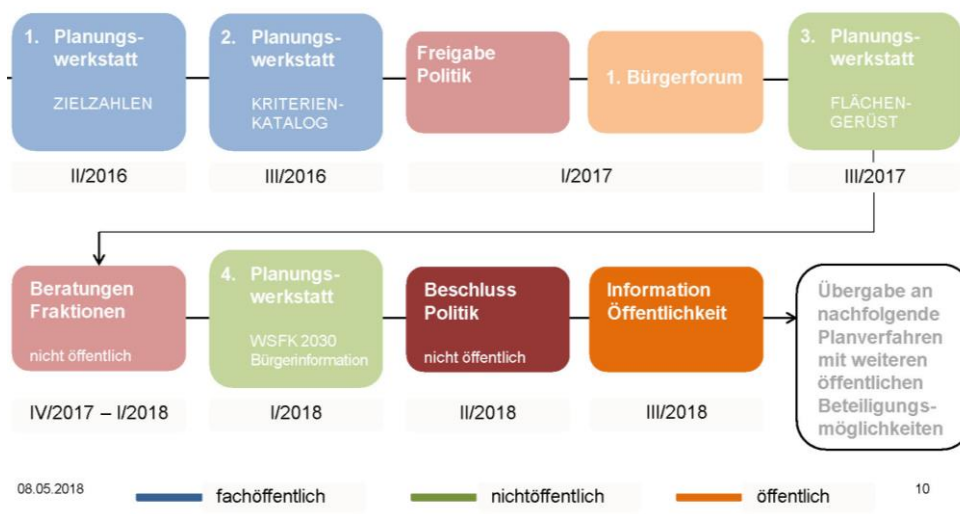 1. Planungs-
werkstatt
ZIELZAHLEN
2. Planungs-
werkstatt
KRITERIEN-
KATALOG
Freigabe
Politik
1. Bürgerforum
3. Planungs-
werkstatt
FLÄCHEN-
GERÜST
II/2016
III/2016
I/2017
III/2017
Beratungen
Fraktionen
nicht öffentlich
4. Planungs-
werkstatt
WSFK 2030
Bürgerinformation
Beschluss
Politik
nicht öffentlich
Information
Öffentlichkeit
Übergabe an
nachfolgende
Planverfahren
mit weiteren
öffentlichen
Beteiligungs-
möglichkeiten
IV/2017 – I/2018
I/2018
II/2018
III/2018
08.05.2018
fachöffentlich
nichtöffentlich
öffentlich
10